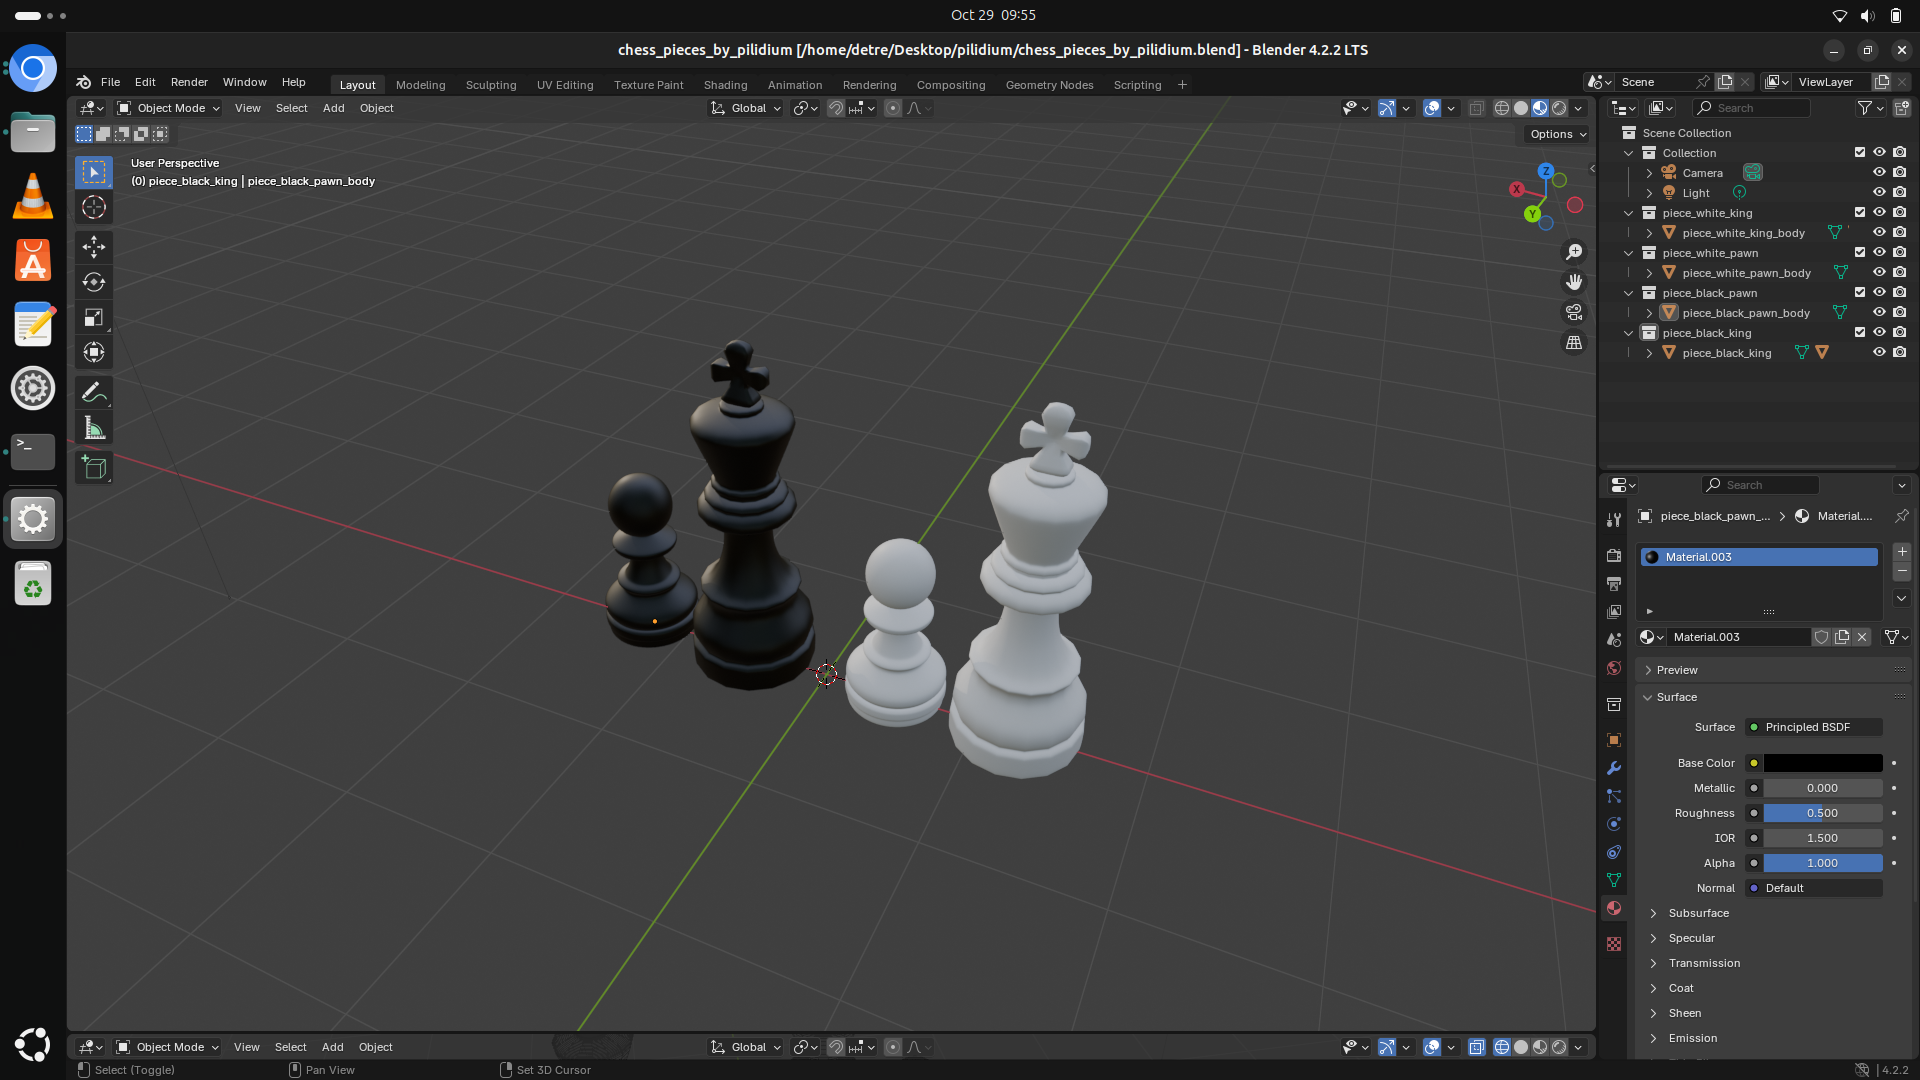 Oct 29 09:55
chess_pieces_by_pilidium [/home/detre/Desktop/pilidium/chess_pieces_by_pilidium.blend] - Blender 4.2.2 LTS
File Edit Render Window Help Layout Modeling Sculpting UV Editing Texture Paint Shading Animation Rendering Compositing Geometry Nodes Scripting + Scene ViewLayer
Object Mode View Select Add Object Global Search
Options
User Perspective
(0) piece_black_king | piece_black_pawn_body
Z
X
Y
Scene Collection
Collection
Camera
Light
piece_white_king
piece_white_king_body
piece_white_pawn
piece_white_pawn_body
piece_black_pawn
piece_black_pawn_body
piece_black_king
piece_black_king
Search
piece_black_pawn_... > Material....
Material.003
Material.003
Preview
Surface
Surface Principled BSDF
Base Color
Metallic 0.000
Roughness 0.500
IOR 1.500
Alpha 1.000
Normal Default
Subsurface
Specular
Transmission
Coat
Sheen
Emission
Object Mode View Select Add Object Global
Select (Toggle) Pan View Set 3D Cursor 4.2.2